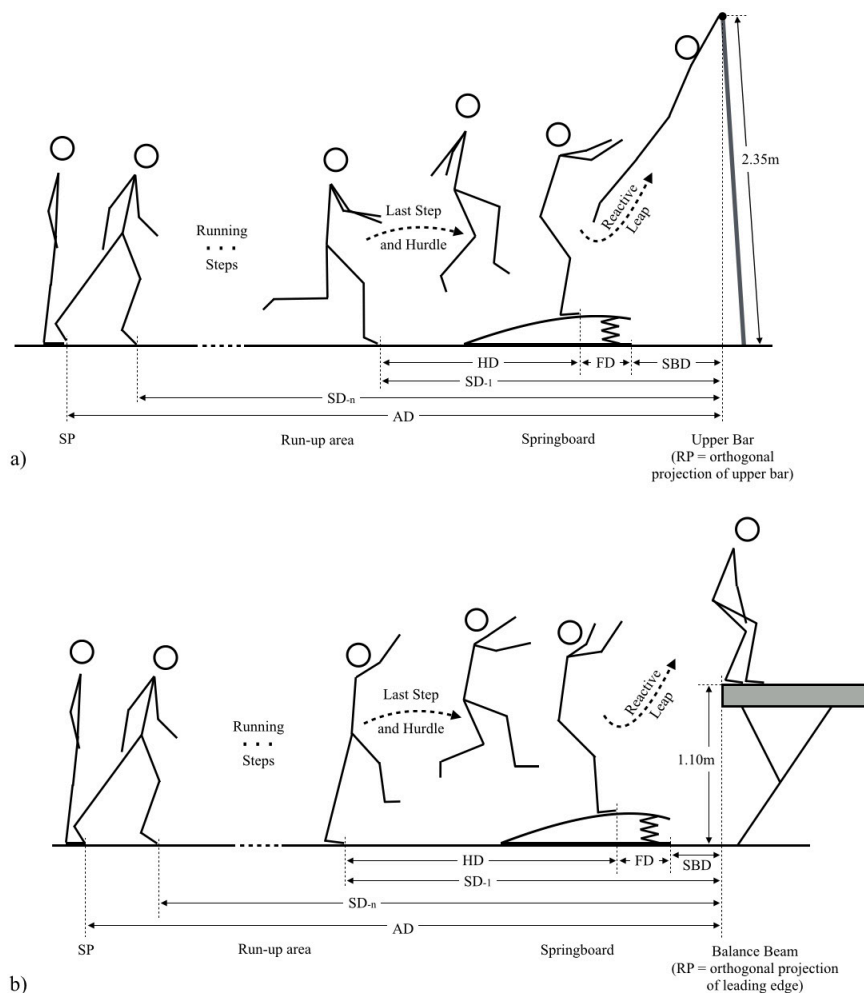 2.35m
Running
Steps
Last Step
and Hurdle
Reactive
Leap
HD
FD
SBD
SD-1
SD-n
AD
SP
Run-up area
Springboard
Upper Bar
(RP = orthogonal
projection of upper bar)
a)
Running
Steps
Last Step
and Hurdle
Reactive
Leap
1.10m
HD
FD
SBD
SD-1
SD-n
AD
SP
Run-up area
Springboard
Balance Beam
(RP = orthogonal projection
of leading edge)
b)